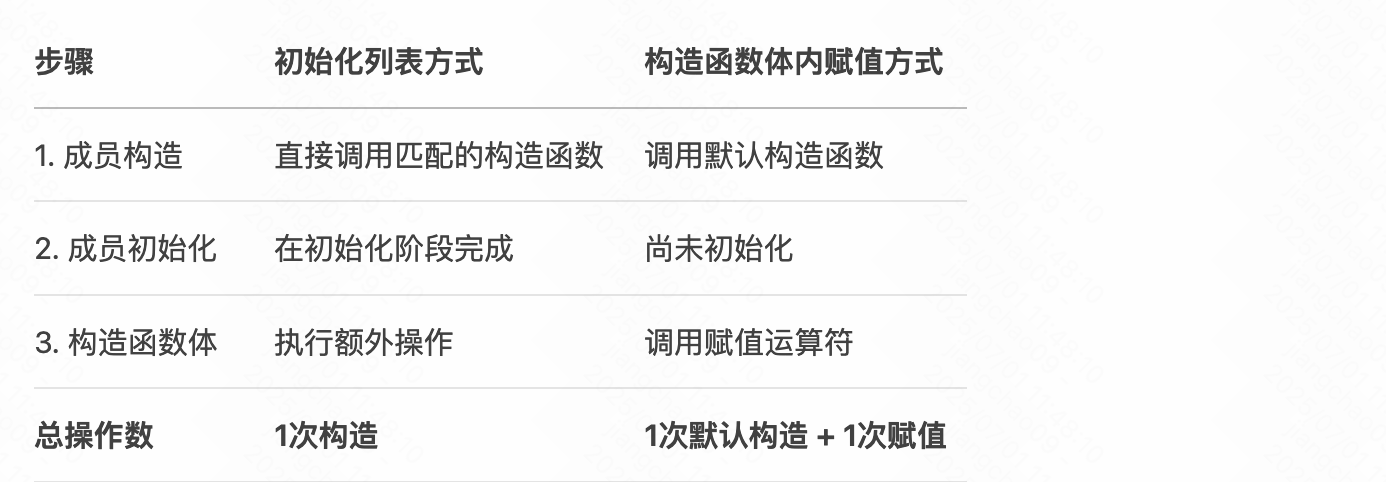 步骤 初始化列表方式 构造函数体内赋值方式
1. 成员构造 直接调用匹配的构造函数 调用默认构造函数
2. 成员初始化 在初始化阶段完成 尚未初始化
3. 构造函数体 执行额外操作 调用赋值运算符
总操作数 1次构造 1次默认构造 + 1次赋值